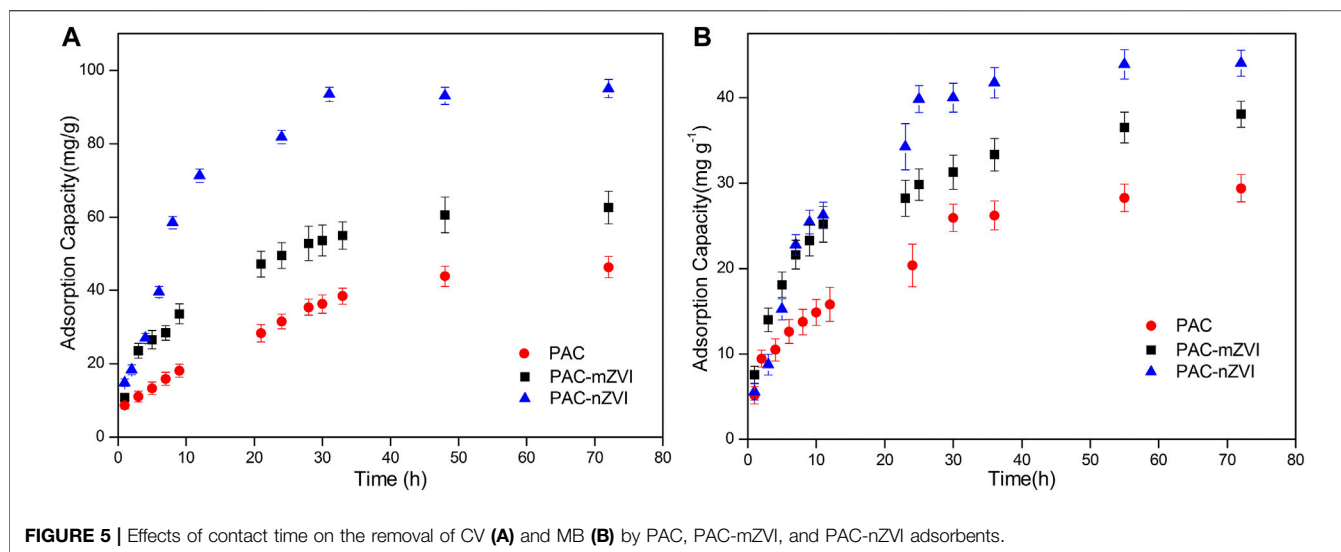 A
Adsorption Capacity(mg/g)
100
80
60
40
20
0
0 10 20 30 40 50 60 70 80
Time (h)
PAC
PAC-mZVI
PAC-nZVI
B
Adsorption Capacity(mg g-1)
40
30
20
10
0
0 10 20 30 40 50 60 70 80
Time(h)
PAC
PAC-mZVI
PAC-nZVI
FIGURE 5 | Effects of contact time on the removal of CV (A) and MB (B) by PAC, PAC-mZVI, and PAC-nZVI adsorbents.